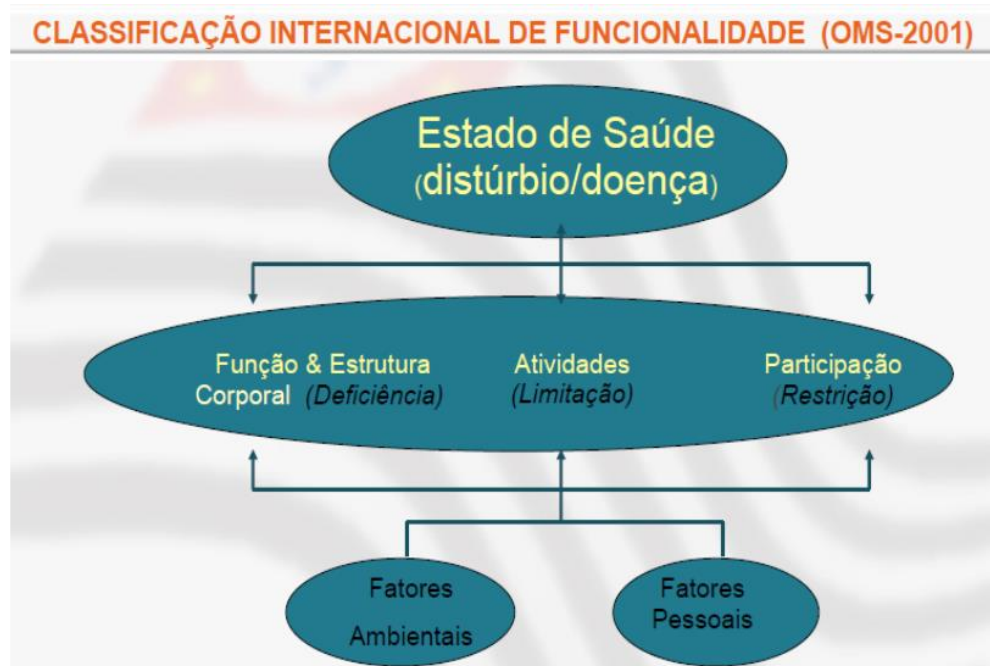 CLASSIFICAÇÃO INTERNACIONAL DE FUNCIONALIDADE (OMS-2001)
Estado de Saúde
(distúrbio/doença)
Função & Estrutura
Corporal (Deficiência)
Atividades
(Limitação)
Participação
(Restrição)
Fatores
Ambientais
Fatores
Pessoais